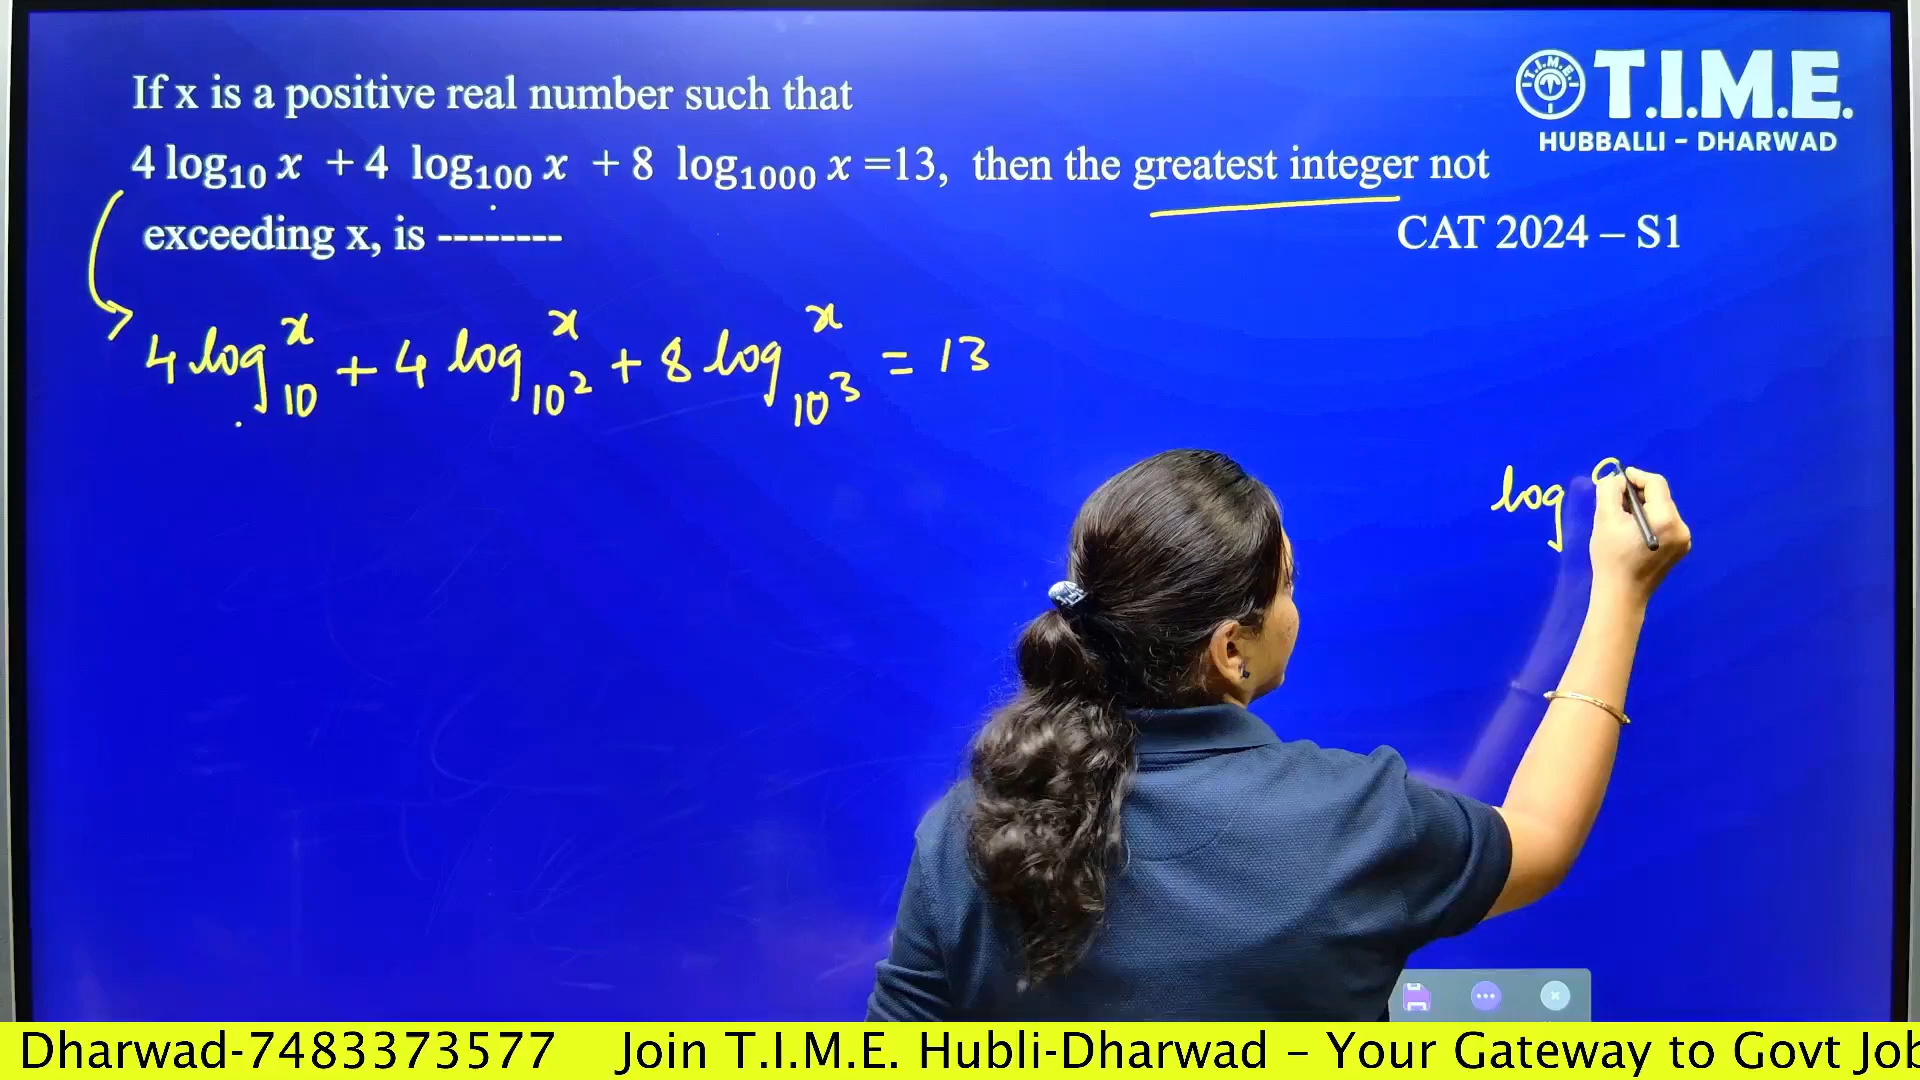 If x is a positive real number such that
4 log₁₀ x + 4 log₁₀₀ x + 8 log₁₀₀₀ x =13, then the greatest integer not
exceeding x, is --------
CAT 2024 – S1
T.I.M.E.
T.I.M.E.
HUBBALLI – DHARWAD
4 log₁₀ x + 4 log₁₀² x + 8 log₁₀³ x = 13
log
Dharwad-7483373577 Join T.I.M.E. Hubli-Dharwad – Your Gateway to Govt Job